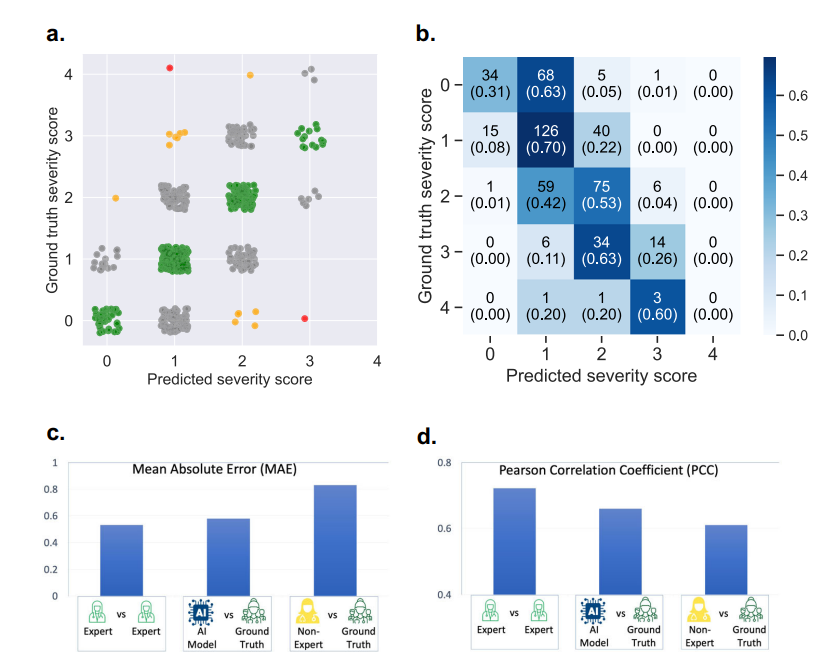 a.
Ground truth severity score
4
3
2
1
0
0 1 2 3 4
Predicted severity score
b.
Ground truth severity score
0
1
2
3
4
34 68 5 1 0
(0.31) (0.63) (0.05) (0.01) (0.00)
15 126 40 0 0
(0.08) (0.70) (0.22) (0.00) (0.00)
1 59 75 6 0
(0.01) (0.42) (0.53) (0.04) (0.00)
0 6 34 14 0
(0.00) (0.11) (0.63) (0.26) (0.00)
0 1 1 3 0
(0.00) (0.20) (0.20) (0.60) (0.00)
0 1 2 3 4
Predicted severity score
0.6
0.5
0.4
0.3
0.2
0.1
0.0
c.
Mean Absolute Error (MAE)
1
0.8
0.6
0.4
0.2
0
vs AI vs vs
Expert Expert AI Ground Non- Ground
Model Truth Expert Truth
d.
Pearson Correlation Coefficient (PCC)
0.8
0.6
0.4
vs AI vs vs
Expert Expert AI Ground Non- Ground
Model Truth Expert Truth